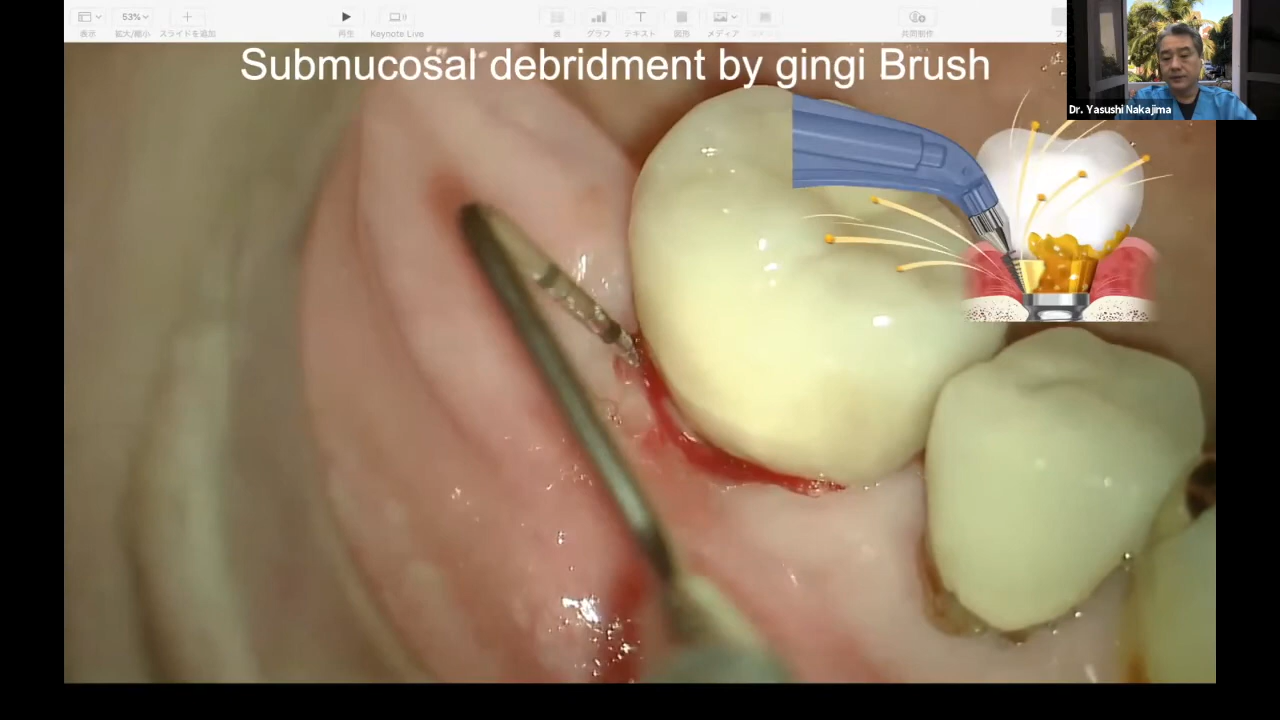 53%
表示
拡大/縮小
スライドを追加
再生
Keynote Live
表
グラフ
テキスト
図形
メディア
共同制作
Submucosal debridment by gingi Brush
Dr. Yasushi Nakajima